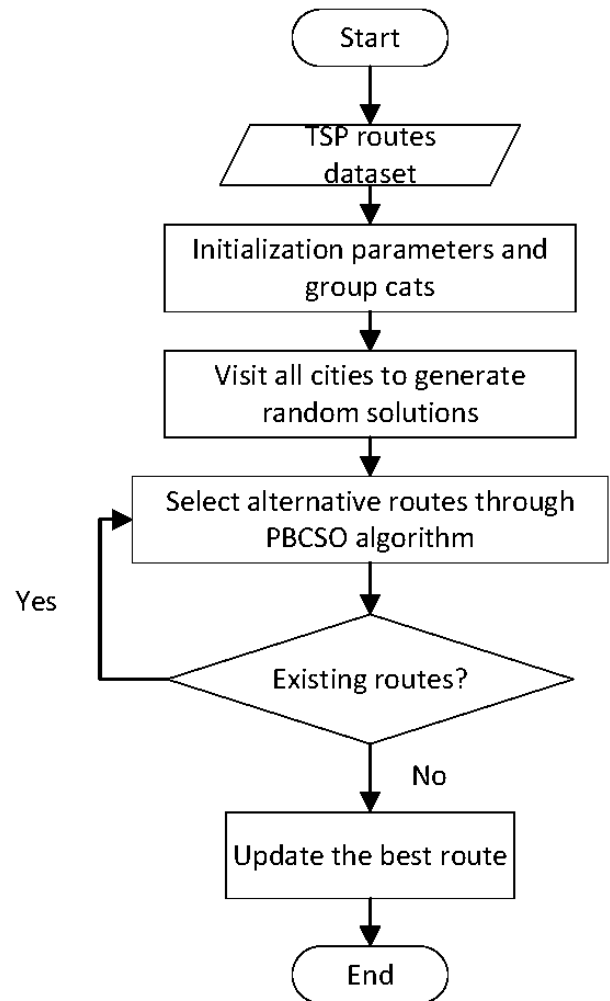 Start
TSP routes
dataset
Initialization parameters and
group cats
Visit all cities to generate
random solutions
Select alternative routes through
PBCSO algorithm
Yes
Existing routes?
No
Update the best route
End